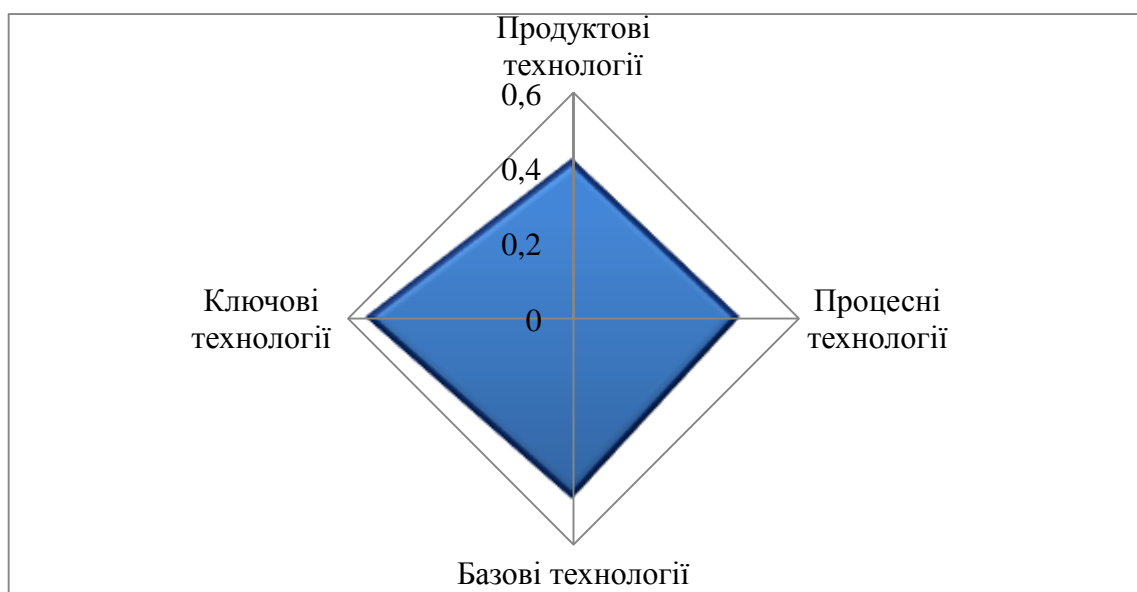 Продуктові
технології
0,6
0,4
0,2
0
Ключові
технології
Процесні
технології
Базові технології